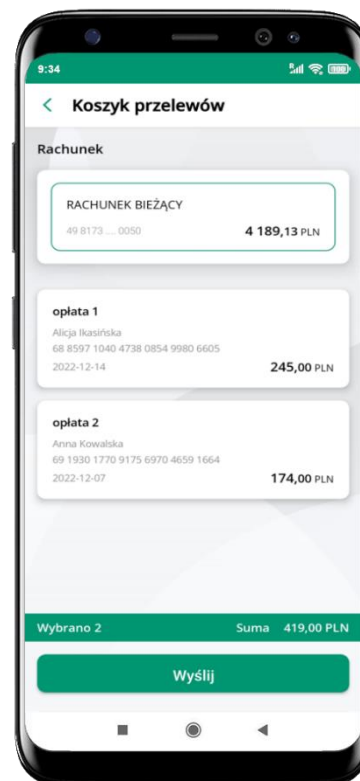 9:34
Koszyk przelewów
Rachunek
RACHUNEK BIEŻĄCY
49 8173 .... 0050 4 189,13 PLN
opłata 1
Alicja Ikasińska
68 8597 1040 4738 0854 9980 6605
2022-12-14 245,00 PLN
opłata 2
Anna Kowalska
69 1930 1770 9175 6970 4659 1664
2022-12-07 174,00 PLN
Wybrano 2 Suma 419,00 PLN
Wyślij